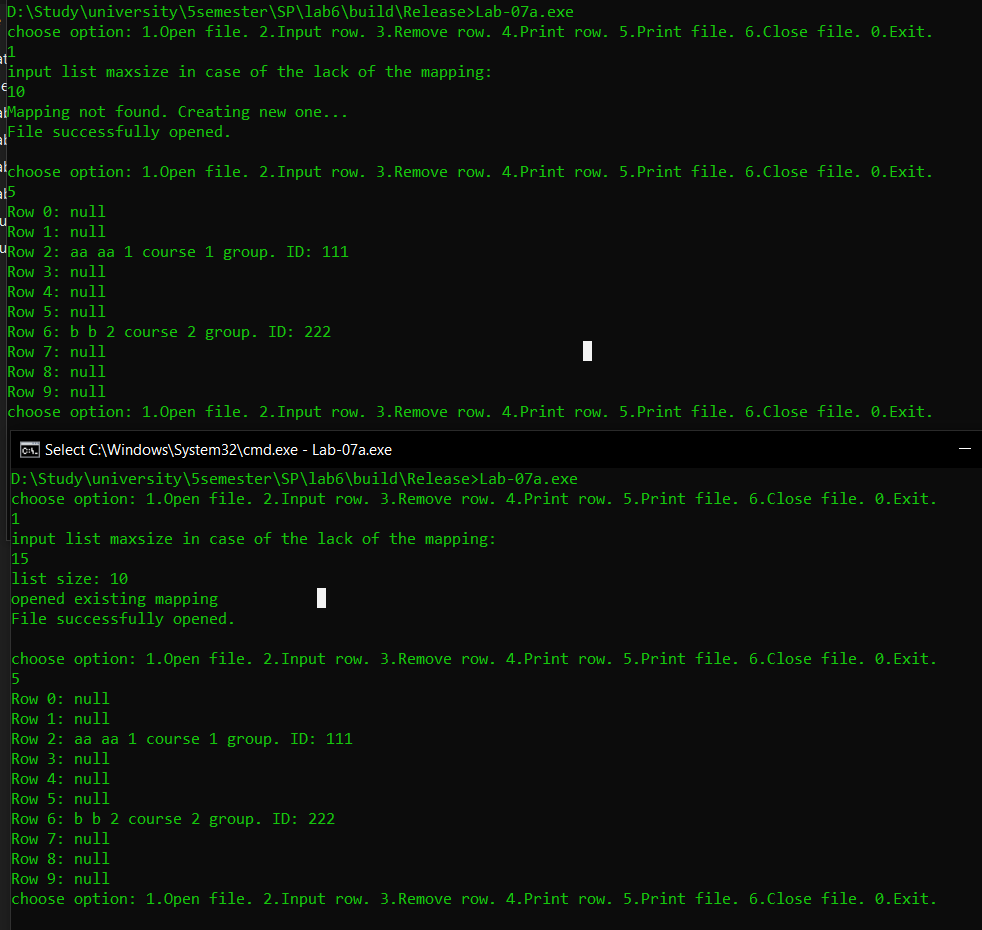 D:\Study\university\5semester\SP\lab6\build\Release>Lab-07a.exe
choose option: 1.Open file. 2.Input row. 3.Remove row. 4.Print row. 5.Print file. 6.Close file. 0.Exit.
1
input list maxsize in case of the lack of the mapping:
10
Mapping not found. Creating new one...
File successfully opened.
choose option: 1.Open file. 2.Input row. 3.Remove row. 4.Print row. 5.Print file. 6.Close file. 0.Exit.
5
Row 0: null
Row 1: null
Row 2: aa aa 1 course 1 group. ID: 111
Row 3: null
Row 4: null
Row 5: null
Row 6: b b 2 course 2 group. ID: 222
Row 7: null
Row 8: null
Row 9: null
choose option: 1.Open file. 2.Input row. 3.Remove row. 4.Print row. 5.Print file. 6.Close file. 0.Exit.
Select C:\Windows\System32\cmd.exe - Lab-07a.exe
D:\Study\university\5semester\SP\lab6\build\Release>Lab-07a.exe
choose option: 1.Open file. 2.Input row. 3.Remove row. 4.Print row. 5.Print file. 6.Close file. 0.Exit.
1
input list maxsize in case of the lack of the mapping:
15
list size: 10
opened existing mapping
File successfully opened.
choose option: 1.Open file. 2.Input row. 3.Remove row. 4.Print row. 5.Print file. 6.Close file. 0.Exit.
5
Row 0: null
Row 1: null
Row 2: aa aa 1 course 1 group. ID: 111
Row 3: null
Row 4: null
Row 5: null
Row 6: b b 2 course 2 group. ID: 222
Row 7: null
Row 8: null
Row 9: null
choose option: 1.Open file. 2.Input row. 3.Remove row. 4.Print row. 5.Print file. 6.Close file. 0.Exit.